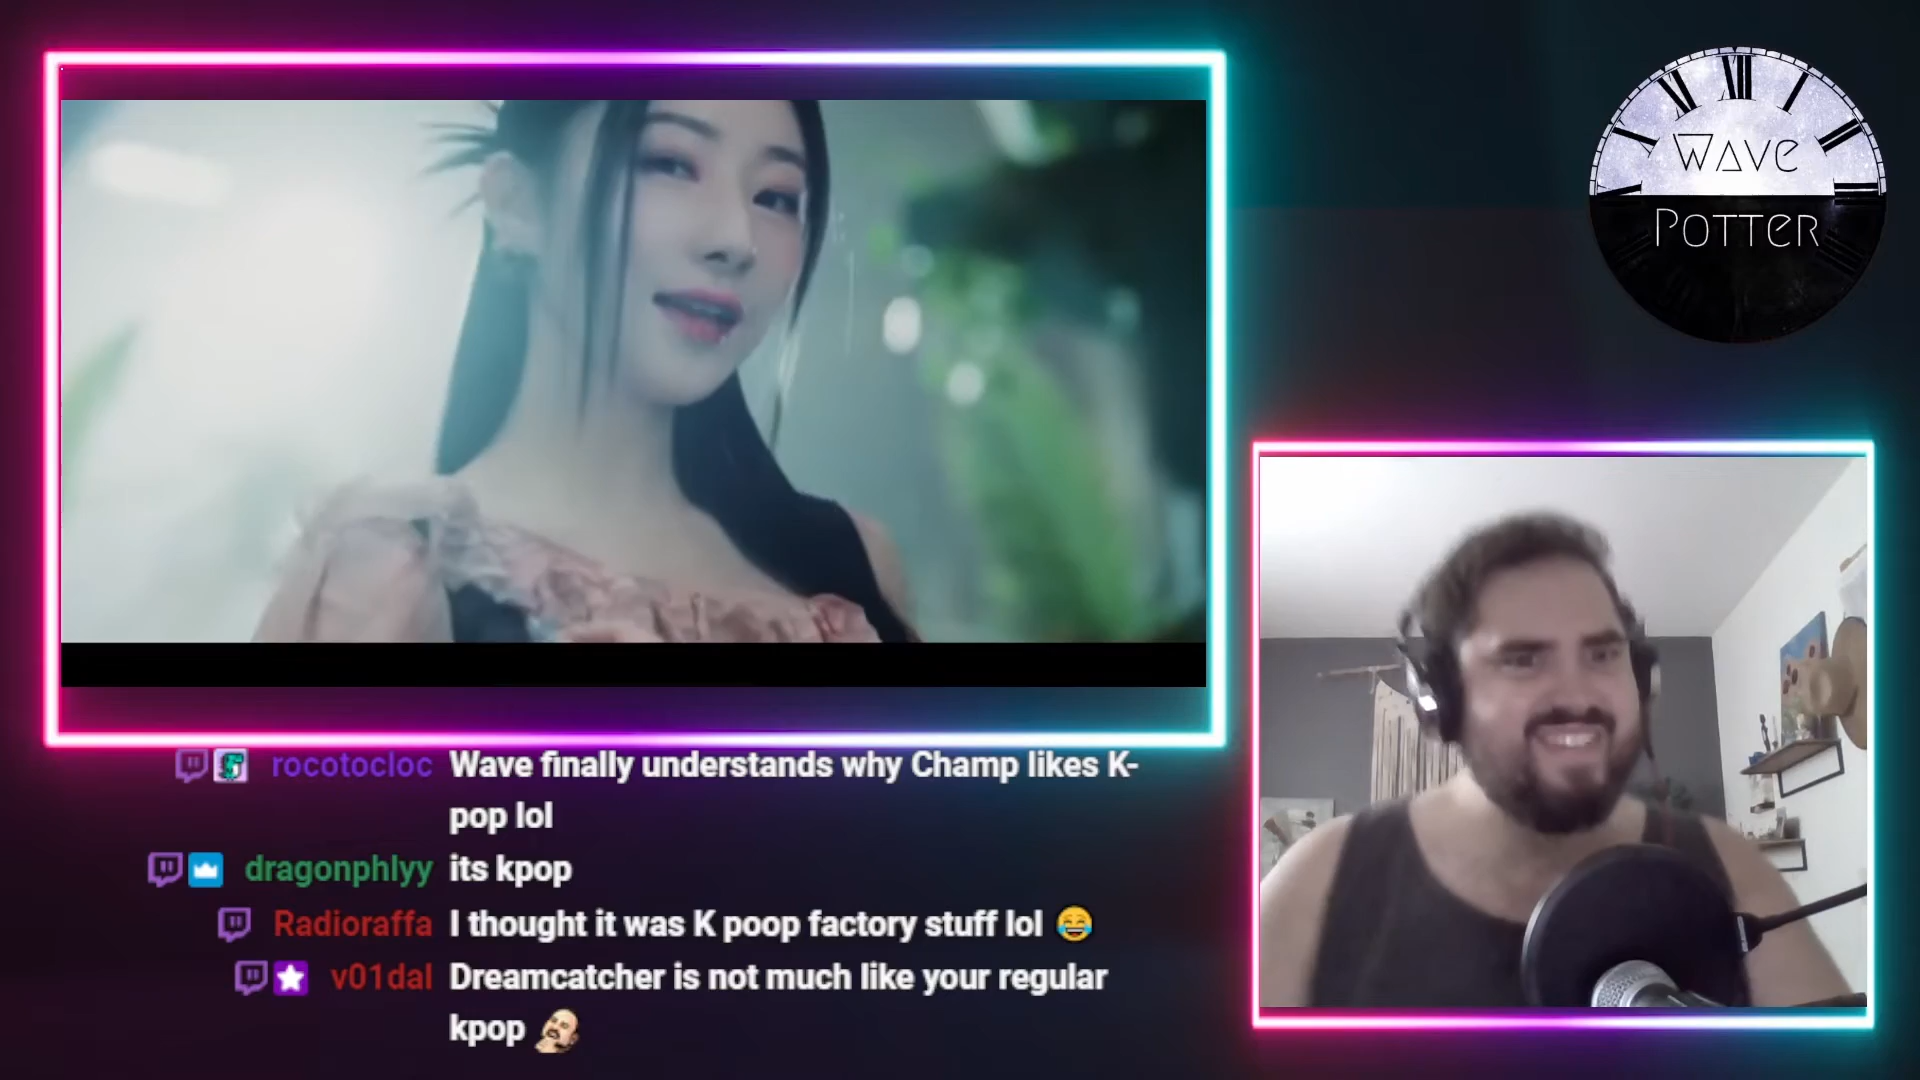 WAVE
POTTER
rocotocloc Wave finally understands why Champ likes K-
pop lol
dragonphlyy its kpop
Radioraffa I thought it was K poop factory stuff lol 😂
v01dal Dreamcatcher is not much like your regular
kpop